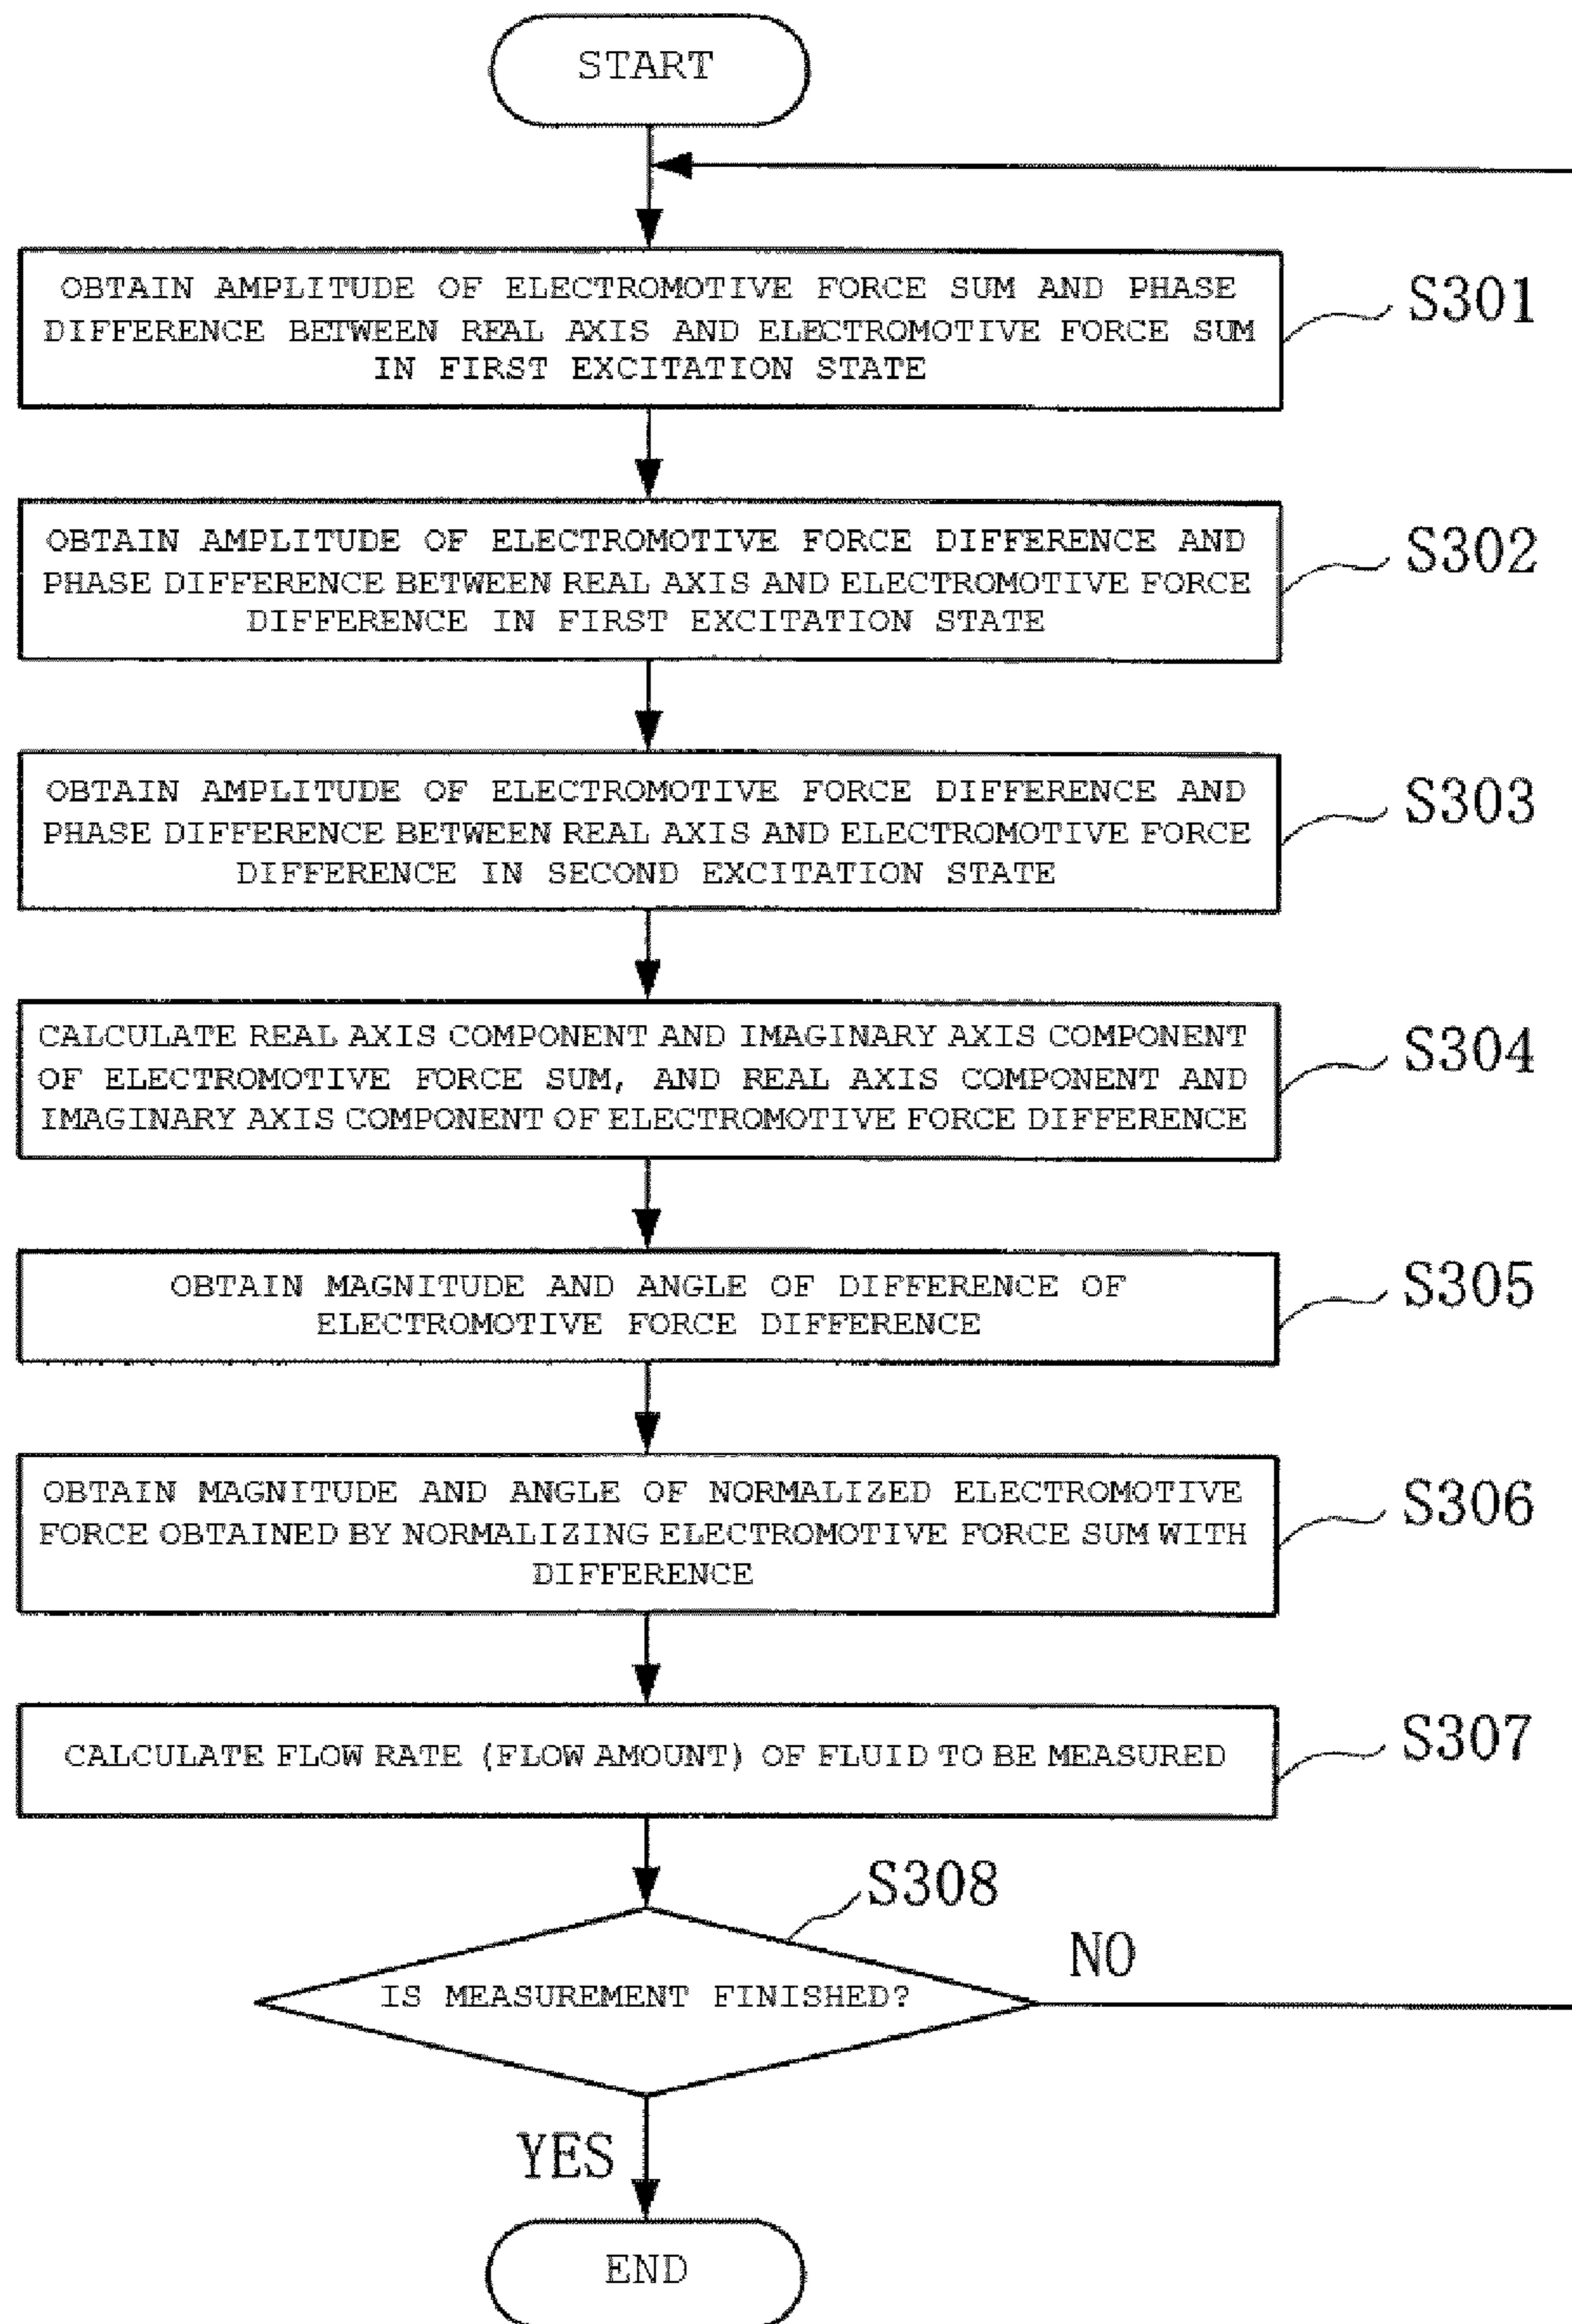 START
OBTAIN AMPLITUDE OF ELECTROMOTIVE FORCE SUM AND PHASE
DIFFERENCE BETWEEN REAL AXIS AND ELECTROMOTIVE FORCE SUM
IN FIRST EXCITATION STATE
S301
OBTAIN AMPLITUDE OF ELECTROMOTIVE FORCE DIFFERENCE AND
PHASE DIFFERENCE BETWEEN REAL AXIS AND ELECTROMOTIVE FORCE
DIFFERENCE IN FIRST EXCITATION STATE
S302
OBTAIN AMPLITUDE OF ELECTROMOTIVE FORCE DIFFERENCE AND
PHASE DIFFERENCE BETWEEN REAL AXIS AND ELECTROMOTIVE FORCE
DIFFERENCE IN SECOND EXCITATION STATE
S303
CALCULATE REAL AXIS COMPONENT AND IMAGINARY AXIS COMPONENT
OF ELECTROMOTIVE FORCE SUM, AND REAL AXIS COMPONENT AND
IMAGINARY AXIS COMPONENT OF ELECTROMOTIVE FORCE DIFFERENCE
S304
OBTAIN MAGNITUDE AND ANGLE OF DIFFERENCE OF
ELECTROMOTIVE FORCE DIFFERENCE
S305
OBTAIN MAGNITUDE AND ANGLE OF NORMALIZED ELECTROMOTIVE
FORCE OBTAINED BY NORMALIZING ELECTROMOTIVE FORCE SUM WITH
DIFFERENCE
S306
CALCULATE FLOW RATE (FLOW AMOUNT) OF FLUID TO BE MEASURED
S307
S308
IS MEASUREMENT FINISHED?
NO
YES
END